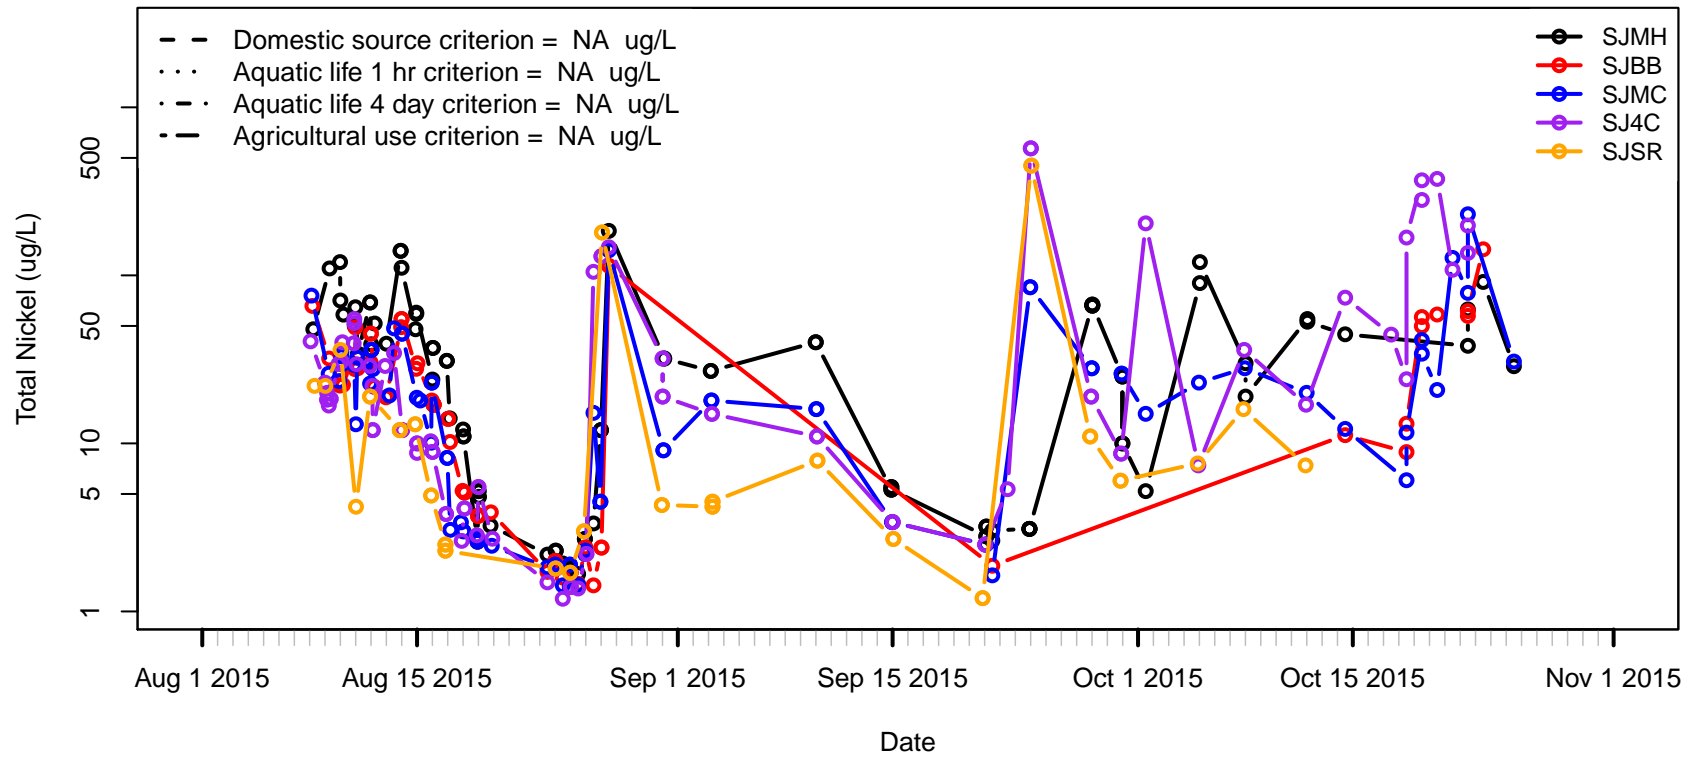 Domestic source criterion =  NA  ug/L
Aquatic life 1 hr criterion =  NA  ug/L
Aquatic life 4 day criterion =  NA  ug/L
Agricultural use criterion =  NA  ug/L
SJMH
SJBB
SJMC
SJ4C
SJSR
Total Nickel (ug/L)
500
50
10
5
1
Aug 1 2015
Aug 15 2015
Sep 1 2015
Sep 15 2015
Oct 1 2015
Oct 15 2015
Nov 1 2015
Date